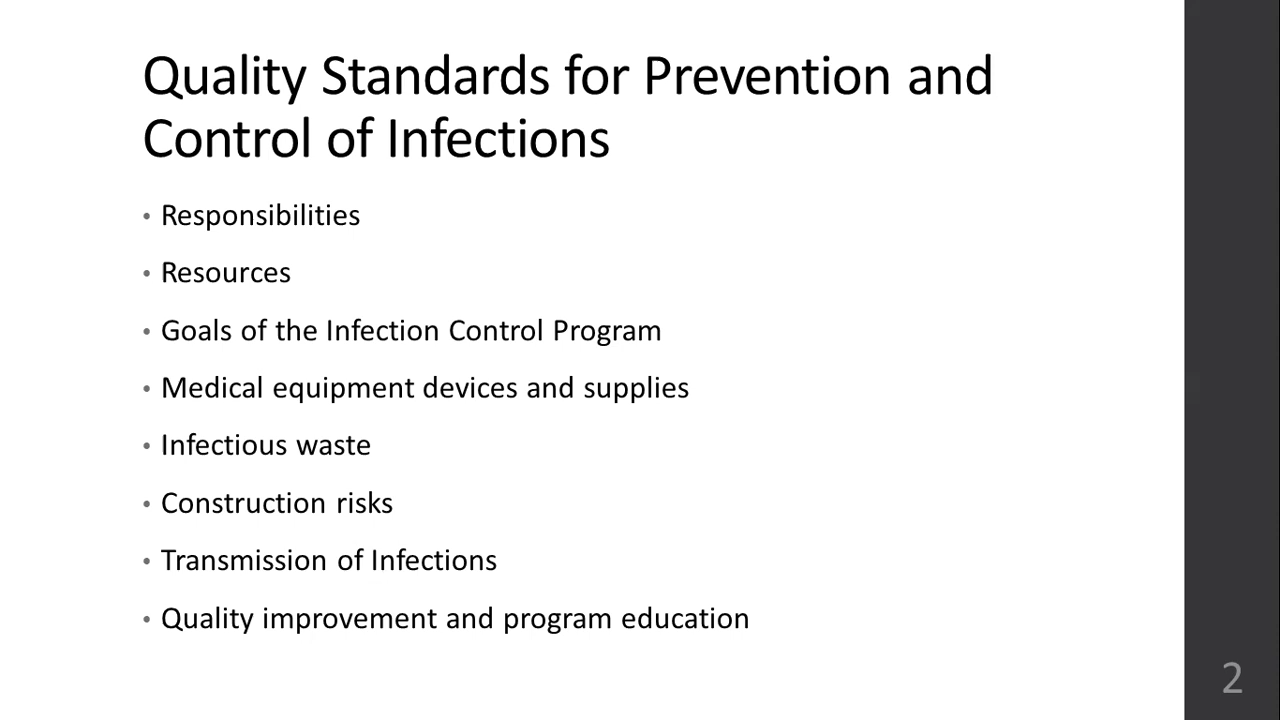 Quality Standards for Prevention and
Control of Infections
• Responsibilities
• Resources
• Goals of the Infection Control Program
• Medical equipment devices and supplies
• Infectious waste
• Construction risks
• Transmission of Infections
• Quality improvement and program education
2